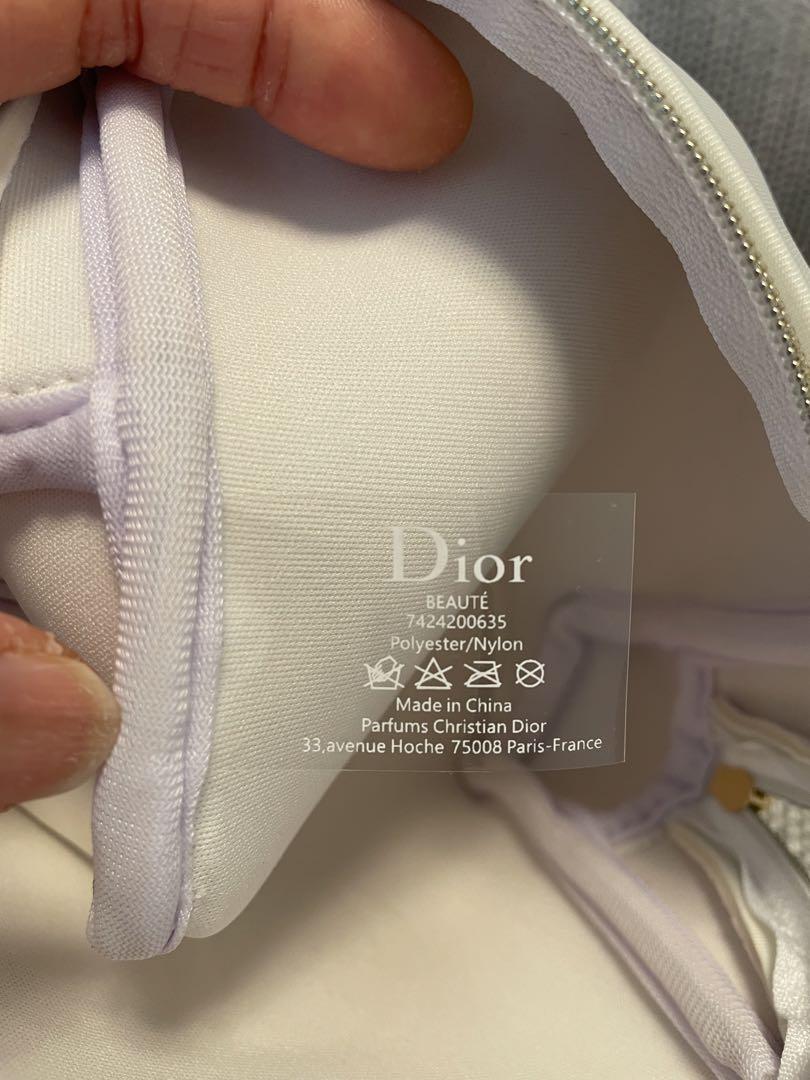 Dior
BEAUTÉ
7424200635
Polyester/Nylon
Made in China
Parfums Christian Dior
33,avenue Hoche 75008 Paris-France